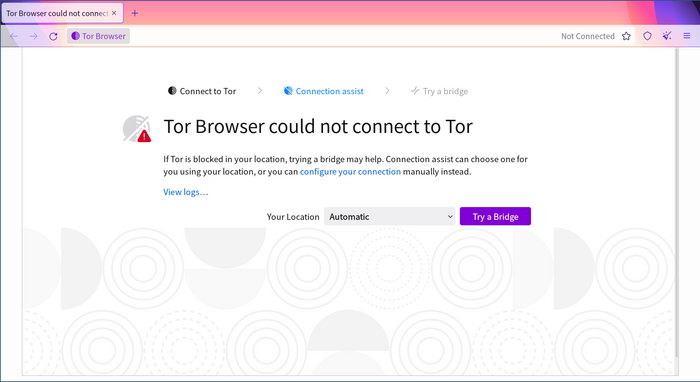 Tor Browser could not connect
Tor Browser
Not Connected
Connect to Tor
Connection assist
Try a bridge
Tor Browser could not connect to Tor
If Tor is blocked in your location, trying a bridge may help. Connection assist can choose one for
you using your location, or you can configure your connection manually instead.
View logs…
Your Location
Automatic
Try a Bridge